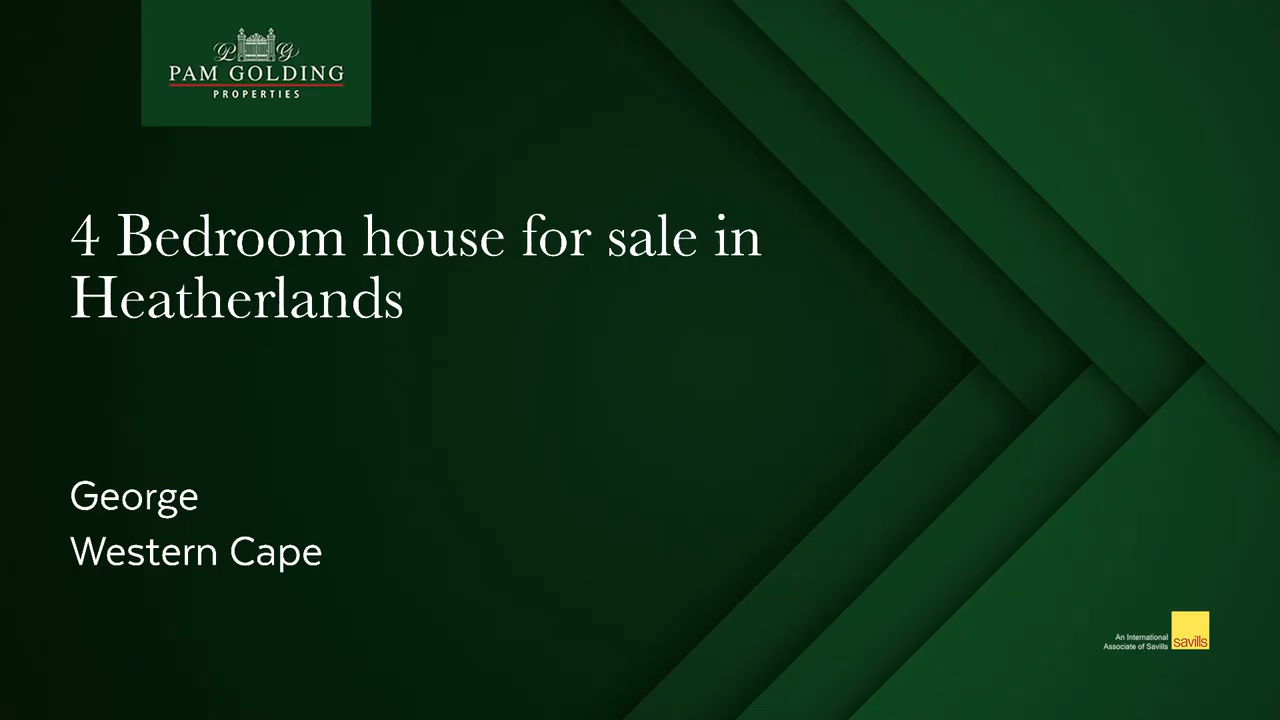 P G
PAM GOLDING
PROPERTIES
4 Bedroom house for sale in
Heatherlands
George
Western Cape
An International
Associate of Savills
savills